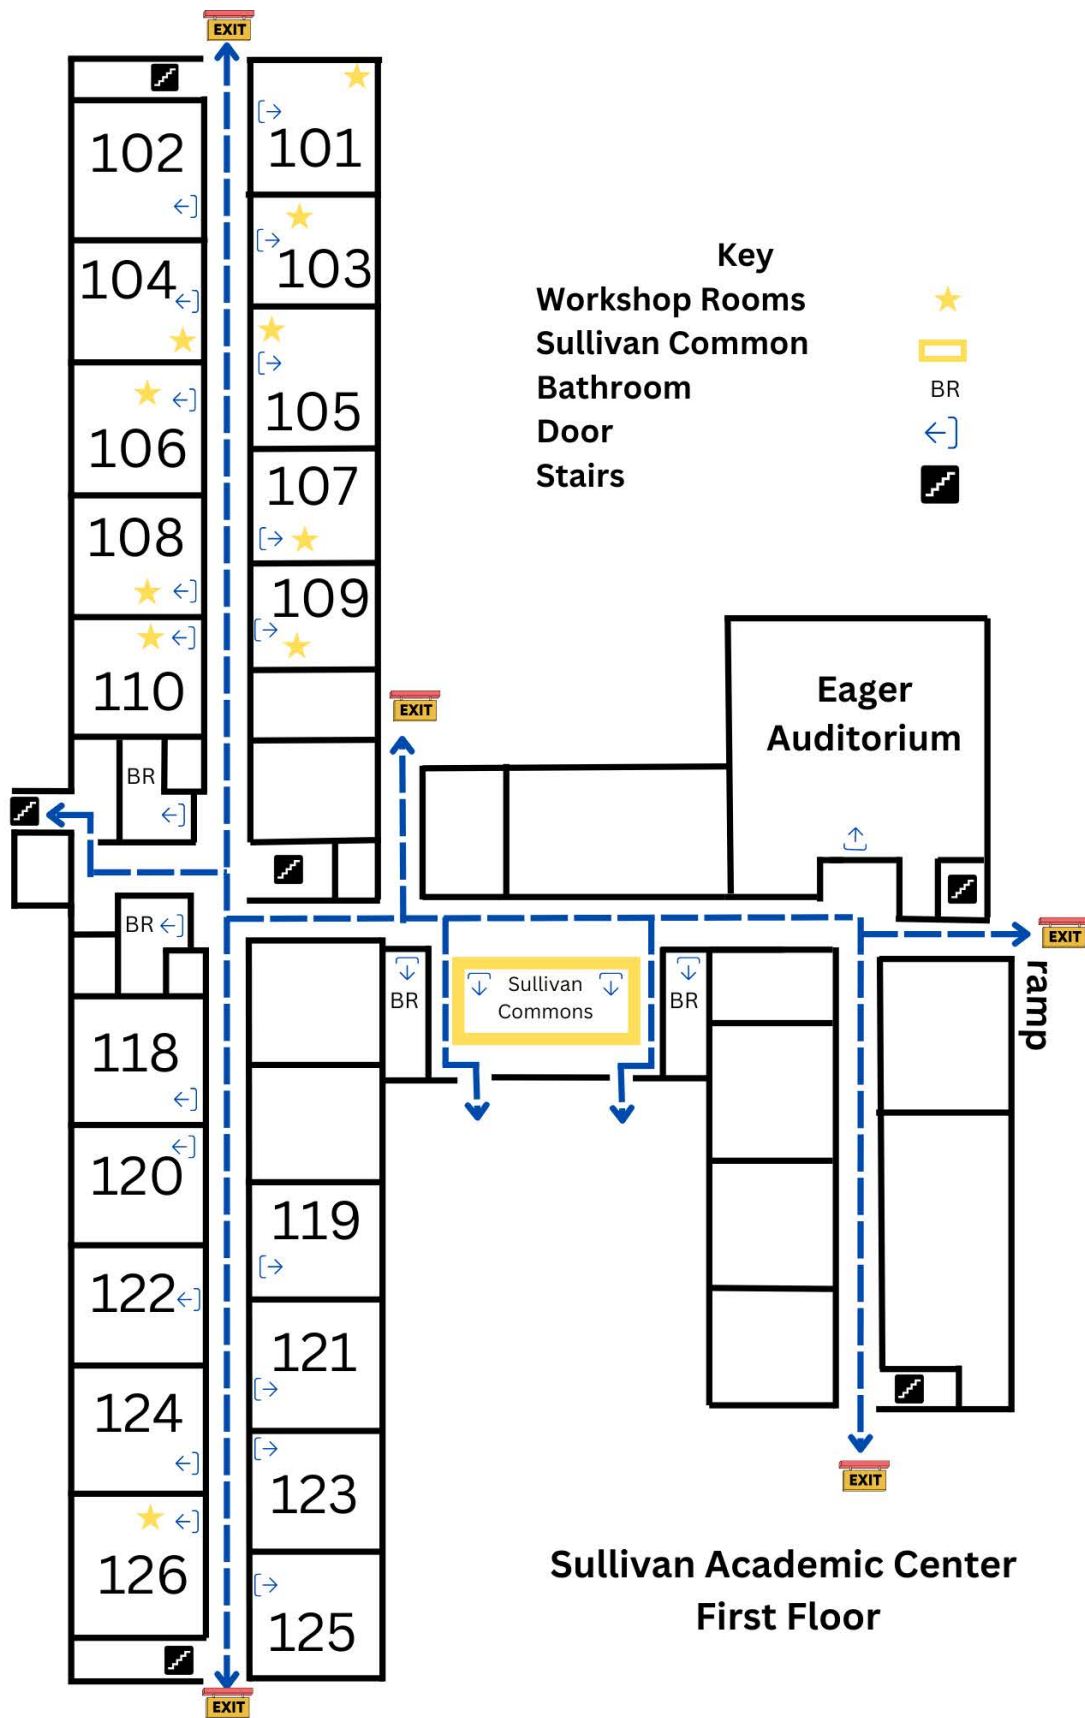 EXIT
102
101
104
103
106
105
108
107
110
109
Key
Workshop Rooms
Sullivan Common
Bathroom
BR
Door
Stairs
EXIT
Eager
Auditorium
BR
BR
EXIT
ramp
BR
Sullivan
Commons
BR
118
120
119
122
121
124
123
126
125
EXIT
EXIT
Sullivan Academic Center
First Floor